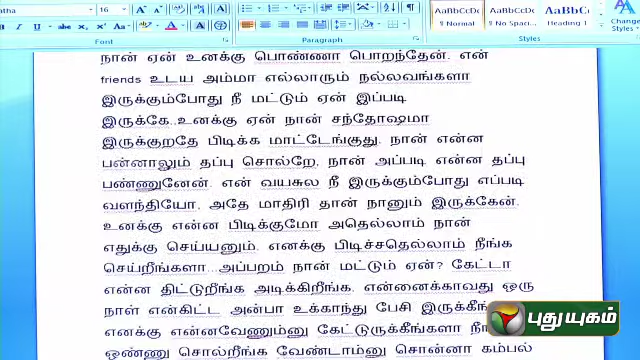 atha
16
Font
Paragraph
Styles
AaBbCcDc
AaBbCcDc
AaBbC
¶ Normal
¶ No Spaci...
Heading 1
Change
Styles
நான் ஏன் உனக்கு பொண்ணா பொறந்தேன். என்
friends உடய அம்மா எல்லாரும் நல்லவங்களா
இருக்கும்போது நீ மட்டும் ஏன் இப்படி
இருக்கே..உனக்கு ஏன் நான் சந்தோஷமா
இருக்குறதே பிடிக்க மாட்டேங்குது. நான் என்ன
பன்னாலும் தப்பு சொல்றே, நான் அப்படி என்ன தப்பு
பண்ணுனேன். என் வயசுல நீ இருக்கும்போது எப்படி
வளந்தியோ, அதே மாதிரி தான் நானும் இருக்கேன்.
உனக்கு என்ன பிடிக்குமோ அதெல்லாம் நான்
எதுக்கு செய்யனும். எனக்கு பிடிச்சதெல்லாம் நீங்க
செய்றீங்களா...அப்பறம் நான் மட்டும் ஏன்? கேட்டா
என்ன திட்டுறீங்க அடிக்கிறீங்க. என்னைக்காவது ஒரு
நாள் என்கிட்ட அன்பா உக்காந்து பேசி
எனக்கு என்னவேணும்னு கேட்டுருக்கீங்களா
ஒண்ணு சொல்றீங்க வேண்டாம்னு சொன்னா கம்பல்
புதுயுகம்